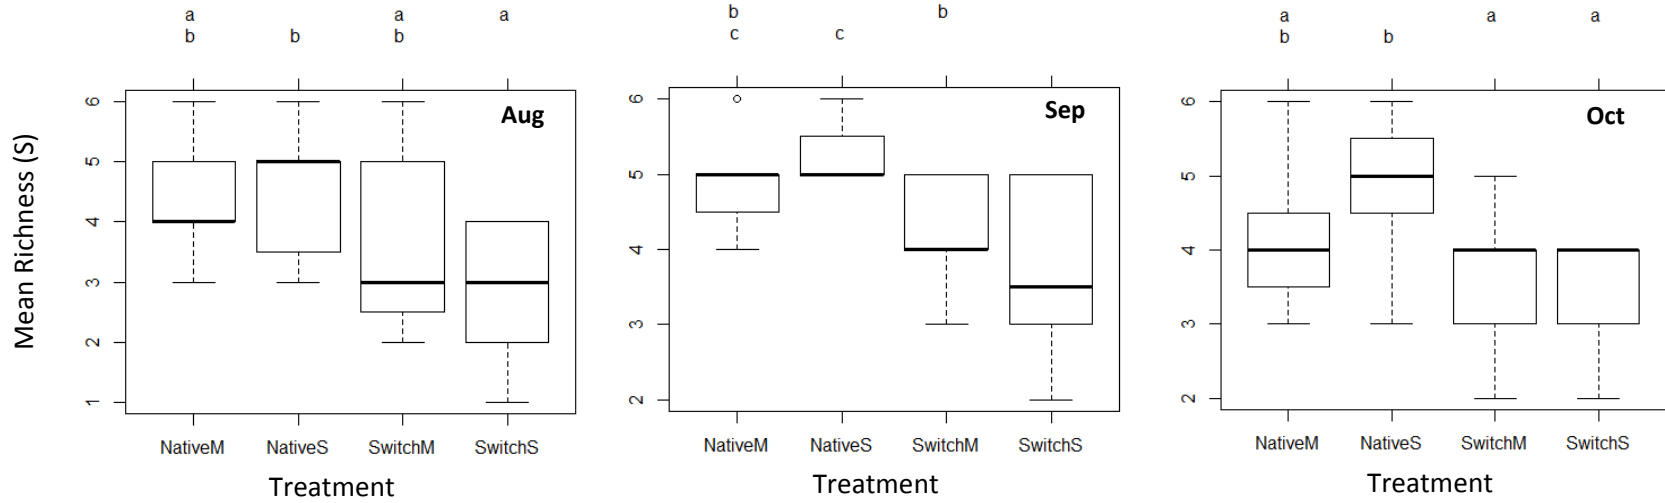 a a a
b b b
b b
c c
a a a
b b
Mean Richness (S)
6
5
4
3
2
1
Aug
NativeM NativeS SwitchM SwitchS
Treatment
6
5
4
3
2
Sep
NativeM NativeS SwitchM SwitchS
Treatment
6
5
4
3
2
Oct
NativeM NativeS SwitchM SwitchS
Treatment